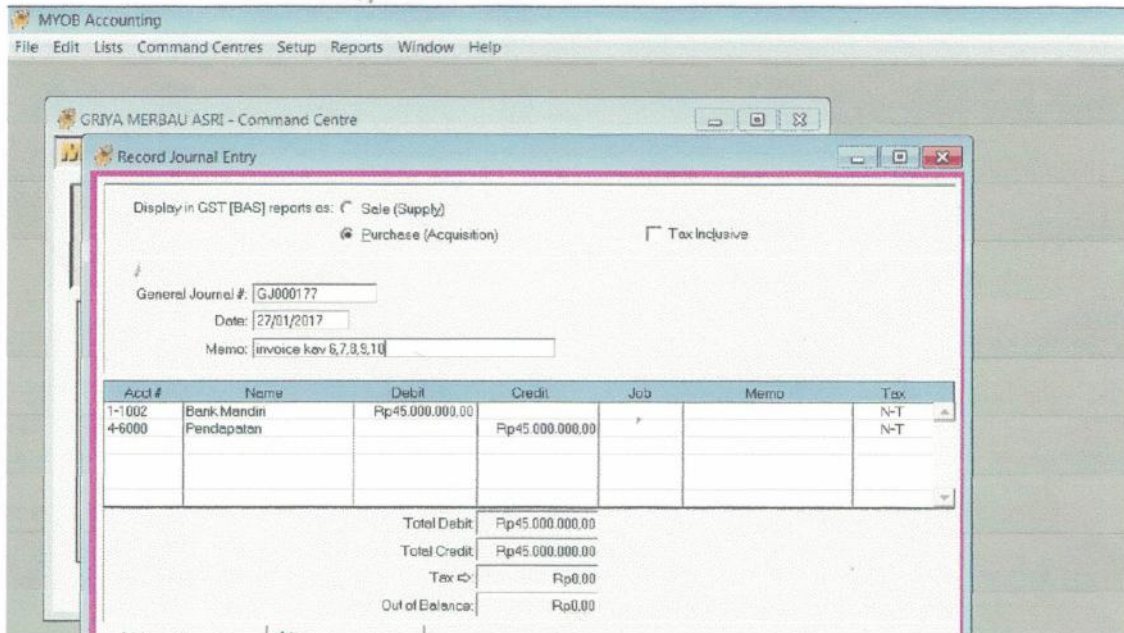 MYOB Accounting
File Edit Lists Command Centres Setup Reports Window Help
GRIYA MERBAU ASRI - Command Centre
Record Journal Entry
Display in GST [BAS] reports as: Sale (Supply)
Purchase (Acquisition) Tax Inclusive
General Journal #: GJ000177
Date: 27/01/2017
Memo: invoice kav 6,7,8,9,10
Acct # Name Debit Credit Job Memo Tax
1-1002 Bank Mandiri Rp45.000.000,00 N-T
4-6000 Pendapatan Rp45.000.000,00 N-T
Total Debit: Rp45.000.000,00
Total Credit: Rp45.000.000,00
Tax ⇨: Rp0,00
Out of Balance: Rp0,00